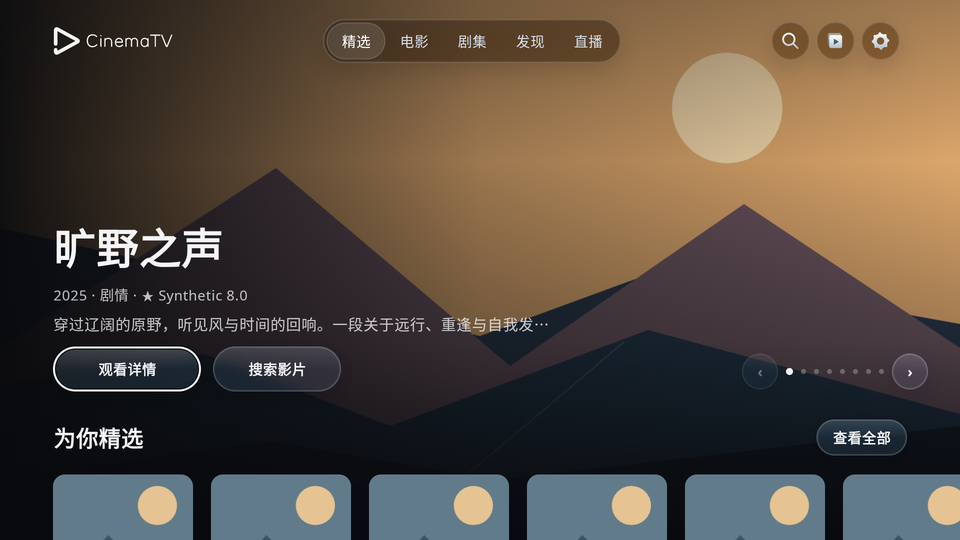 CinemaTV
精选
电影
剧集
发现
直播
旷野之声
2025 · 剧情 · ★ Synthetic 8.0
穿过辽阔的原野，听见风与时间的回响。一段关于远行、重逢与自我发…
观看详情
搜索影片
‹
›
为你精选
查看全部